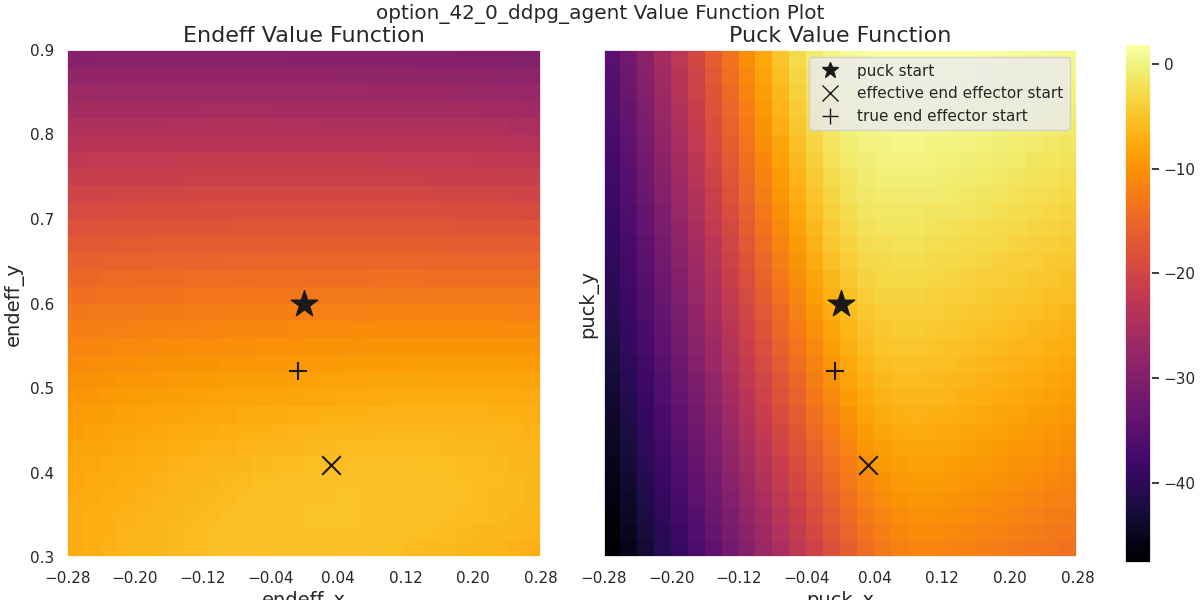 option_42_0_ddpg_agent Value Function Plot
Endeff Value Function
Puck Value Function
puck start
effective end effector start
true end effector start
0.9
0.8
0.7
0.6
0.5
0.4
0.3
endeff_y
−0.28
−0.20
−0.12
−0.04
0.04
0.12
0.20
0.28
endeff_x
puck_y
−0.28
−0.20
−0.12
−0.04
0.04
0.12
0.20
0.28
puck_x
0
−10
−20
−30
−40